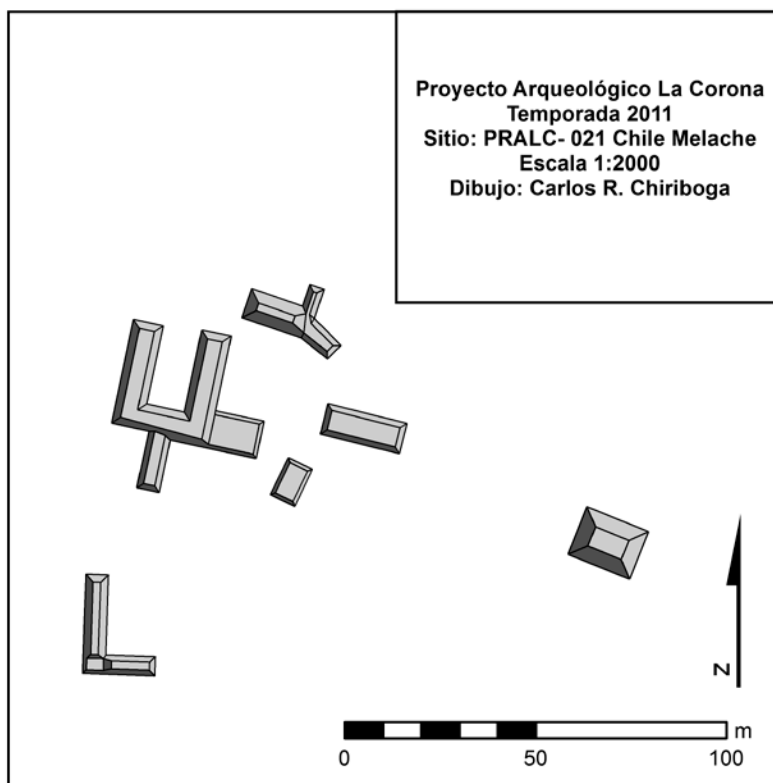 Proyecto Arqueológico La Corona
Temporada 2011
Sitio: PRALC- 021 Chile Melache
Escala 1:2000
Dibujo: Carlos R. Chiriboga
N
m
0 50 100